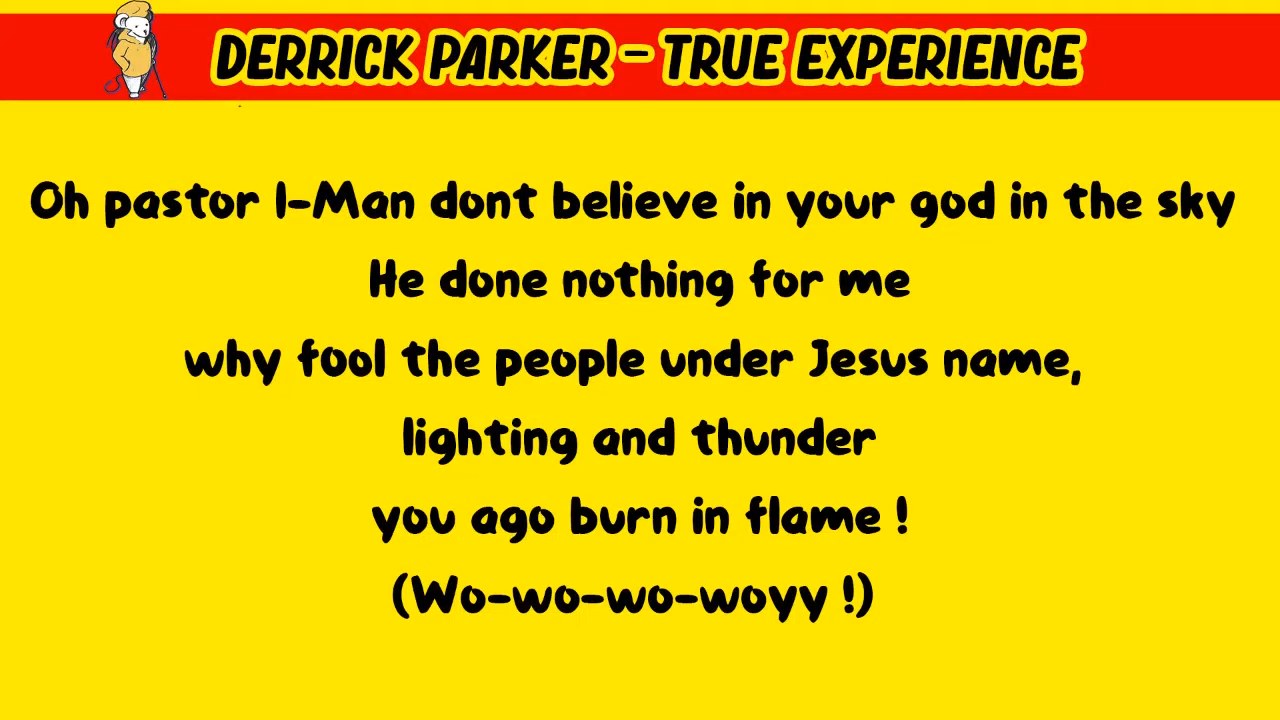 DERRICK PARKER - TRUE EXPERIENCE
Oh pastor I-Man dont believe in your god in the sky
He done nothing for me
why fool the people under Jesus name,
lighting and thunder
you ago burn in flame !
(Wo-wo-wo-woyy !)